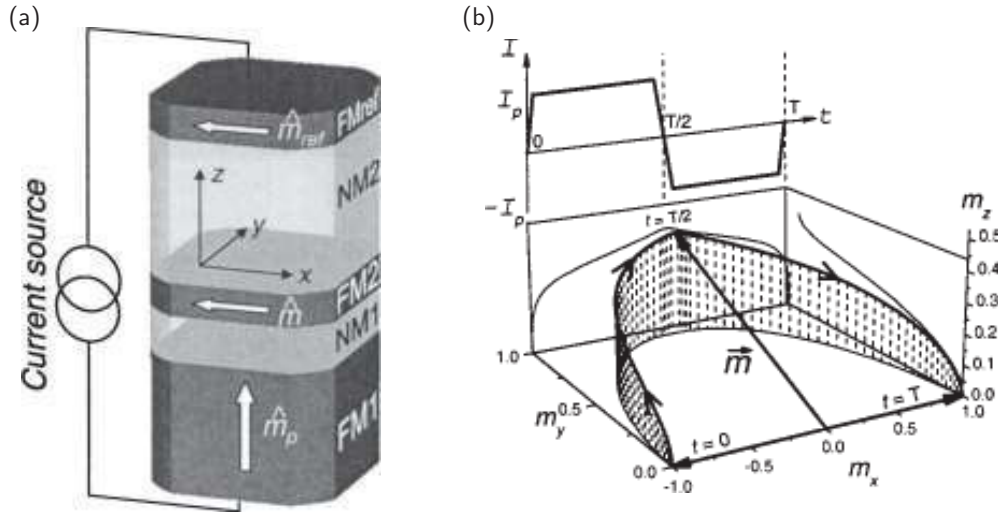 (a)
Current source
m̂ref
FMref
NM2
z
y
x
m̂
FM2
NM1
m̂p
FM1
(b)
I
Ip
0
T/2
T
t
-Ip
t = T/2
mz
0.5
0.4
0.3
0.2
0.1
0.0
1.0
my
0.5
0.0
m⃗
t = 0
t = T
-1.0
-0.5
0.0
0.5
1.0
mx